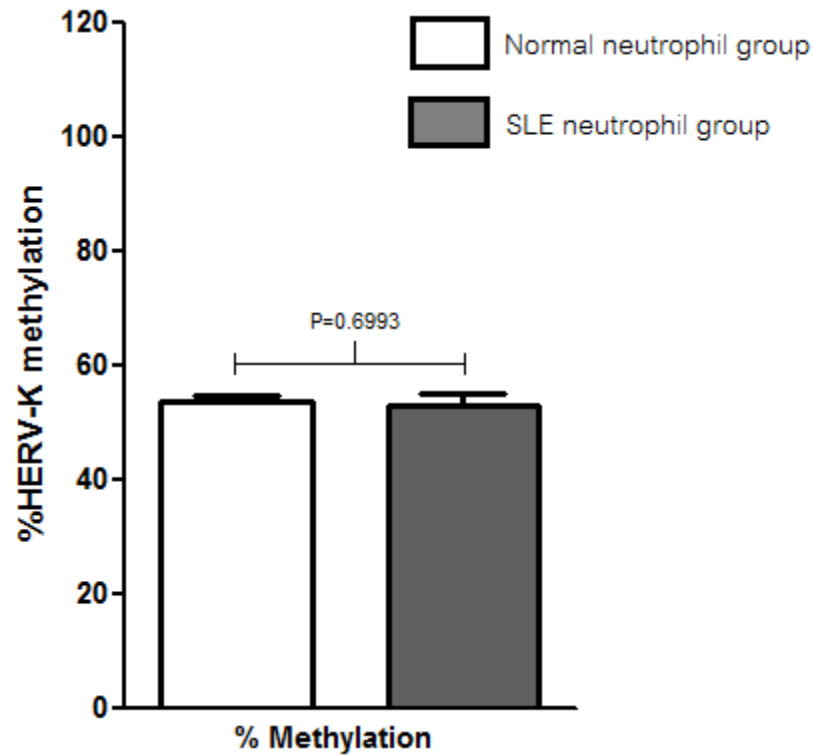 120
100
80
60
40
20
0
%HERV-K methylation
Normal neutrophil group
SLE neutrophil group
P=0.6993
% Methylation